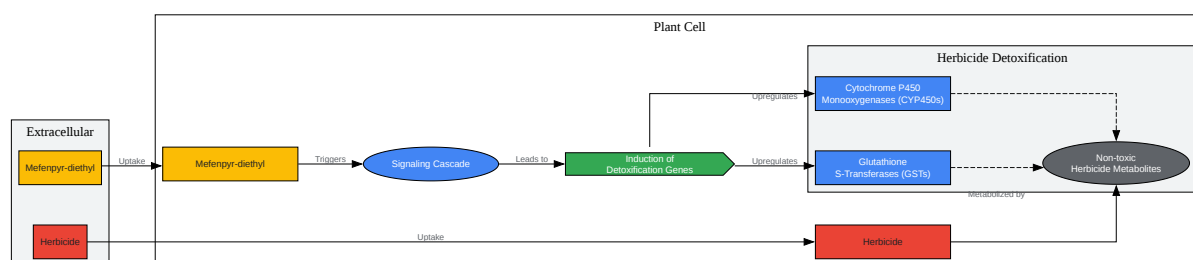 Plant Cell
Herbicide Detoxification
Cytochrome P450
Monooxygenases (CYP450s)
Upregulates
Extracellular
Mefenpyr-diethyl
Uptake
Mefenpyr-diethyl
Triggers
Signaling Cascade
Leads to
Induction of
Detoxification Genes
Upregulates
Glutathione
S-Transferases (GSTs)
Non-toxic
Herbicide Metabolites
Metabolized by
Herbicide
Uptake
Herbicide